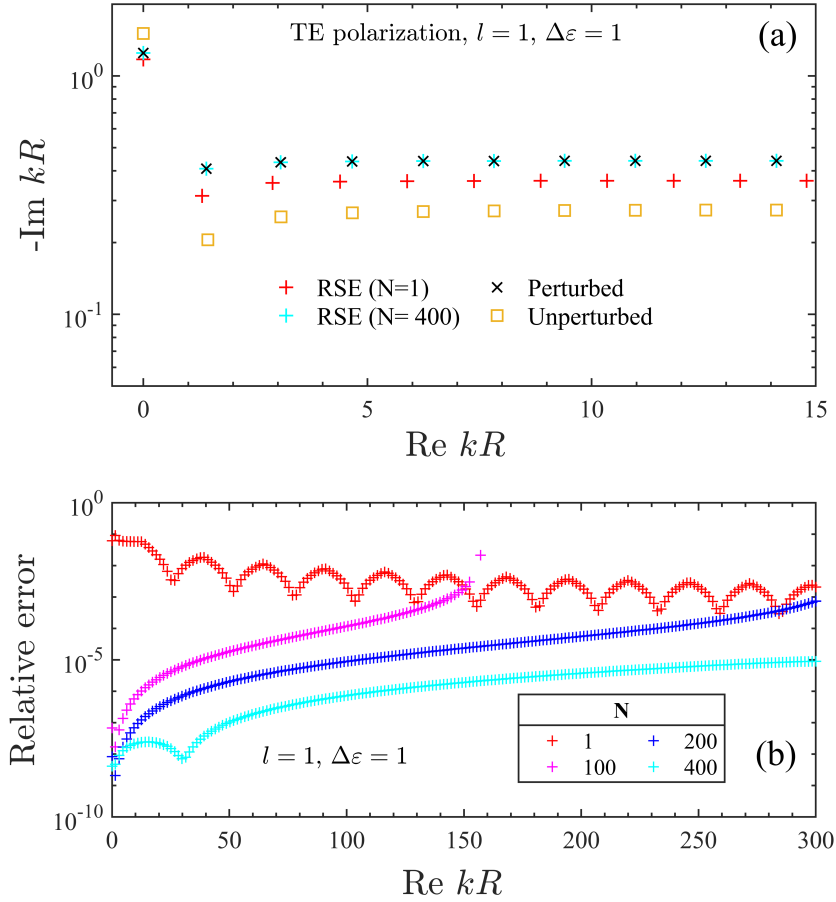 TE polarization, l = 1, Δε = 1
(a)
10^0
10^-1
-Im kR
RSE (N=1)
Perturbed
RSE (N= 400)
Unperturbed
0 5 10 15
Re kR
10^0
10^-5
10^-10
Relative error
N
1 200
100 400
l = 1, Δε = 1
(b)
0 50 100 150 200 250 300
Re kR